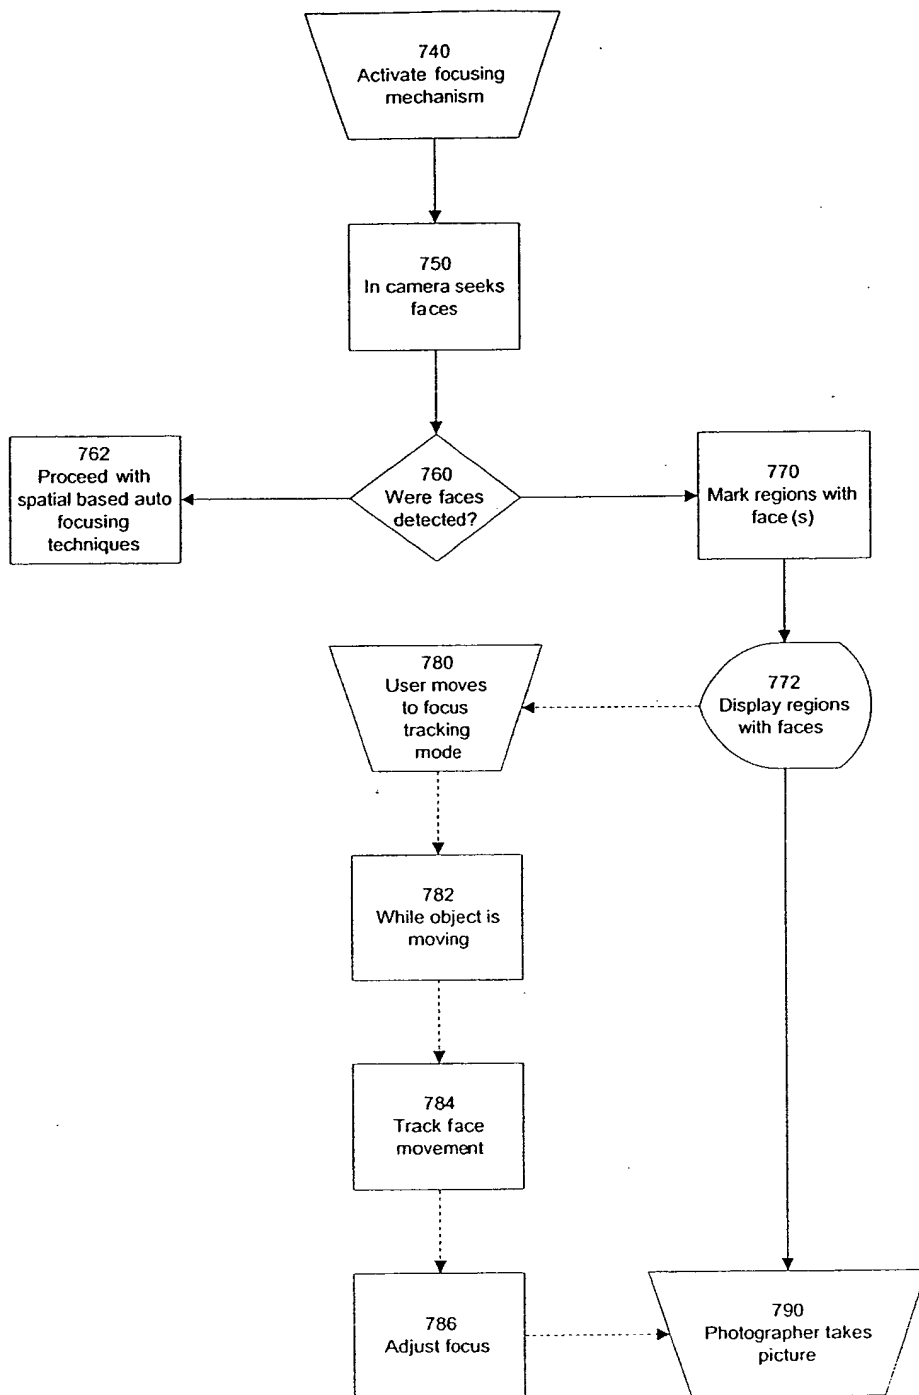 740
Activate focusing
mechanism
750
In camera seeks
faces
762
Proceed with
spatial based auto
focusing
techniques
760
Were faces
detected?
770
Mark regions with
face(s)
780
User moves
to focus
tracking
mode
772
Display regions
with faces
782
While object is
moving
784
Track face
movement
786
Adjust focus
790
Photographer takes
picture